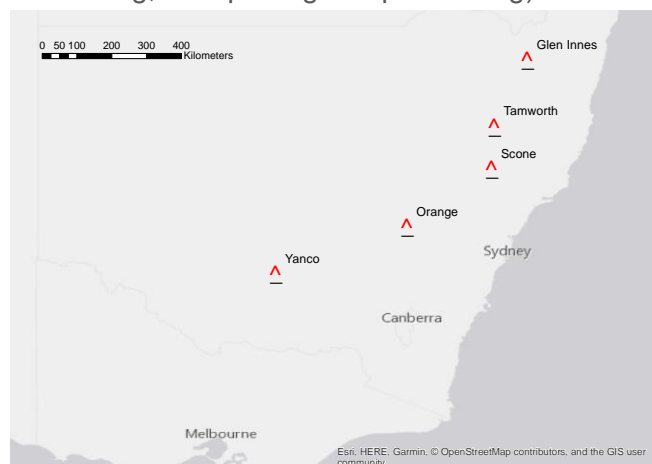 0 50 100 200 300 400
Kilometers
Glen Innes
Tamworth
Scone
Orange
Sydney
Yanco
Canberra
Melbourne
Esri, HERE, Garmin, © OpenStreetMap contributors, and the GIS user
community